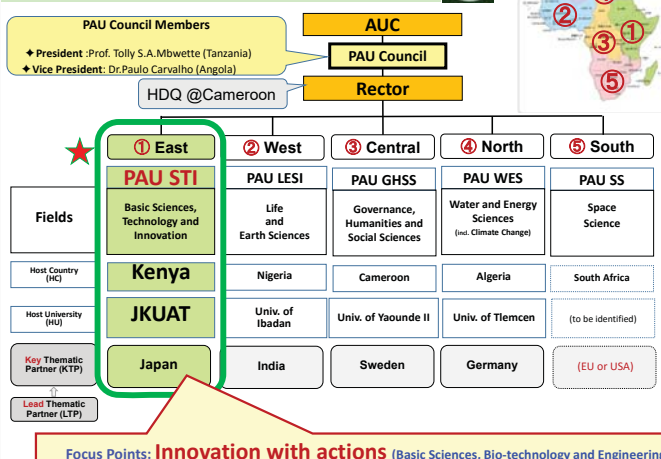 PAU Council Members
✦ President :Prof. Tolly S.A.Mbwette (Tanzania)
✦ Vice President: Dr.Paulo Carvalho (Angola)
AUC
PAU Council
HDQ @Cameroon
Rector
②
①
③
⑤
① East
② West
③ Central
④ North
⑤ South
PAU STI
PAU LESI
PAU GHSS
PAU WES
PAU SS
Fields
Basic Sciences,
Technology and
Innovation
Life
and
Earth Sciences
Governance,
Humanities and
Social Sciences
Water and Energy
Sciences
(incl. Climate Change)
Space
Science
Host Country
(HC)
Kenya
Nigeria
Cameroon
Algeria
South Africa
Host University
(HU)
JKUAT
Univ. of
Ibadan
Univ. of Yaounde II
Univ. of Tlemcen
(to be identified)
Key Thematic
Partner (KTP)
Japan
India
Sweden
Germany
(EU or USA)
Lead Thematic
Partner (LTP)
Focus Points: Innovation with actions (Basic Sciences, Bio-technology and Engineering